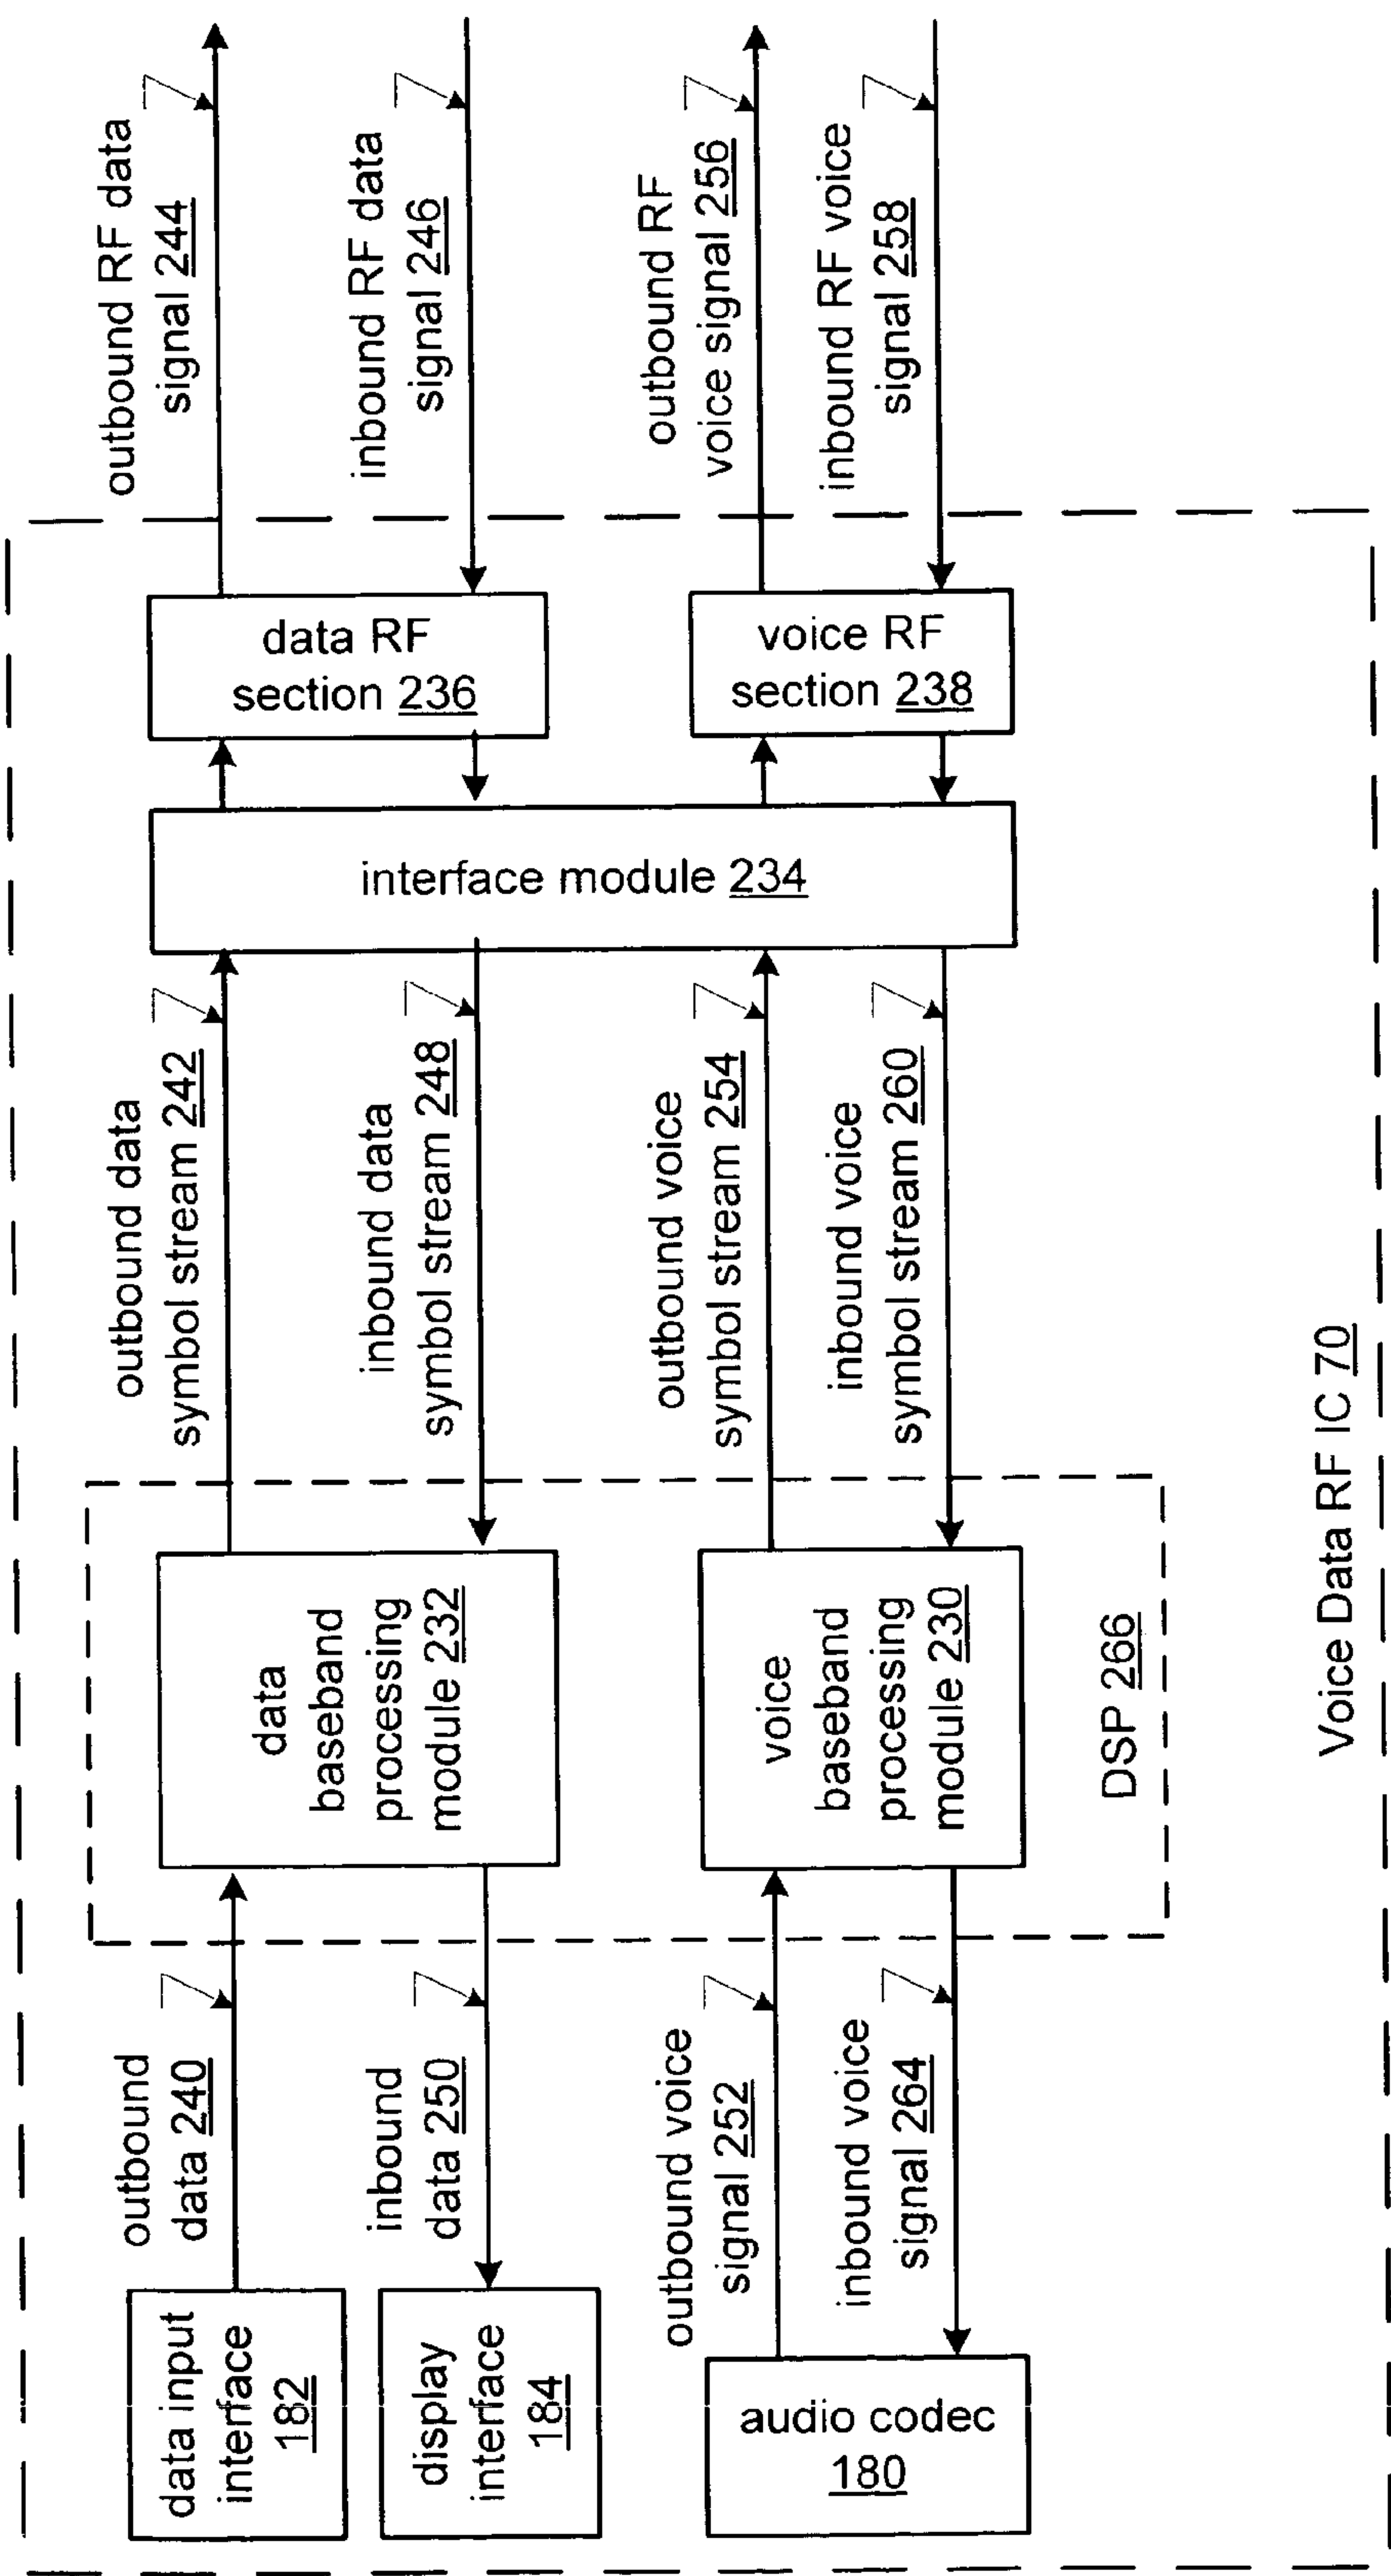 outbound RF data
signal 244
inbound RF data
signal 246
outbound RF
voice signal 256
inbound RF voice
signal 258
data RF
section 236
voice RF
section 238
interface module 234
outbound data
symbol stream 242
inbound data
symbol stream 248
outbound voice
symbol stream 254
inbound voice
symbol stream 260
data
baseband
processing
module 232
voice
baseband
processing
module 230
DSP 266
outbound
data 240
inbound
data 250
outbound voice
signal 252
inbound voice
signal 264
data input
interface
182
display
interface
184
audio codec
180
Voice Data RF IC 70